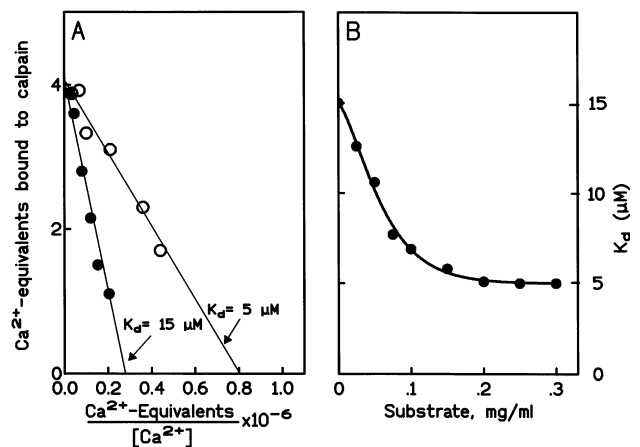 A
Ca2+-equivalents bound to calpain
4
2
0
Kd= 15 μM
Kd= 5 μM
0.0 0.2 0.4 0.6 0.8 1.0
Ca2+-Equivalents
[Ca2+]
x10-6
B
15
10
5
0
Kd (μM)
0 .1 .2 0.3
Substrate, mg/ml